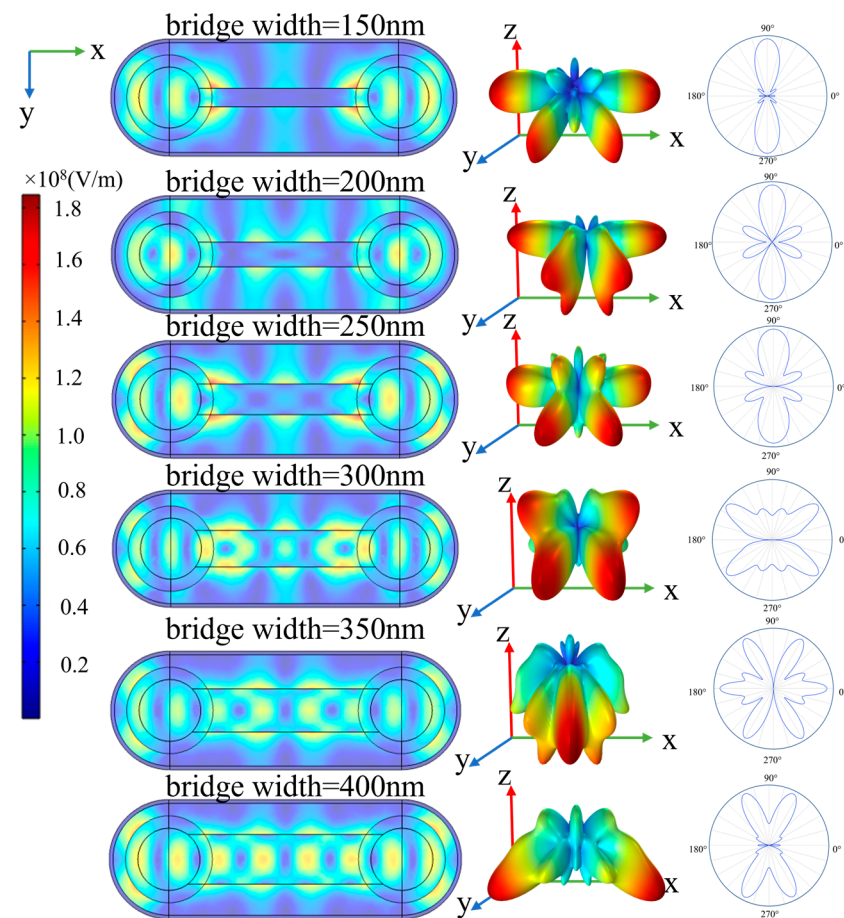 bridge width=150nm
x
y
z
x
y
90°
180°
0°
270°
×10⁸(V/m)
1.8
1.6
1.4
1.2
1.0
0.8
0.6
0.4
0.2
bridge width=200nm
z
x
y
90°
180°
0°
270°
bridge width=250nm
z
x
y
90°
180°
0°
270°
bridge width=300nm
z
x
y
90°
180°
0
270°
bridge width=350nm
z
x
y
90°
180°
0
270°
bridge width=400nm
z
x
y
90°
180°
0°
270°